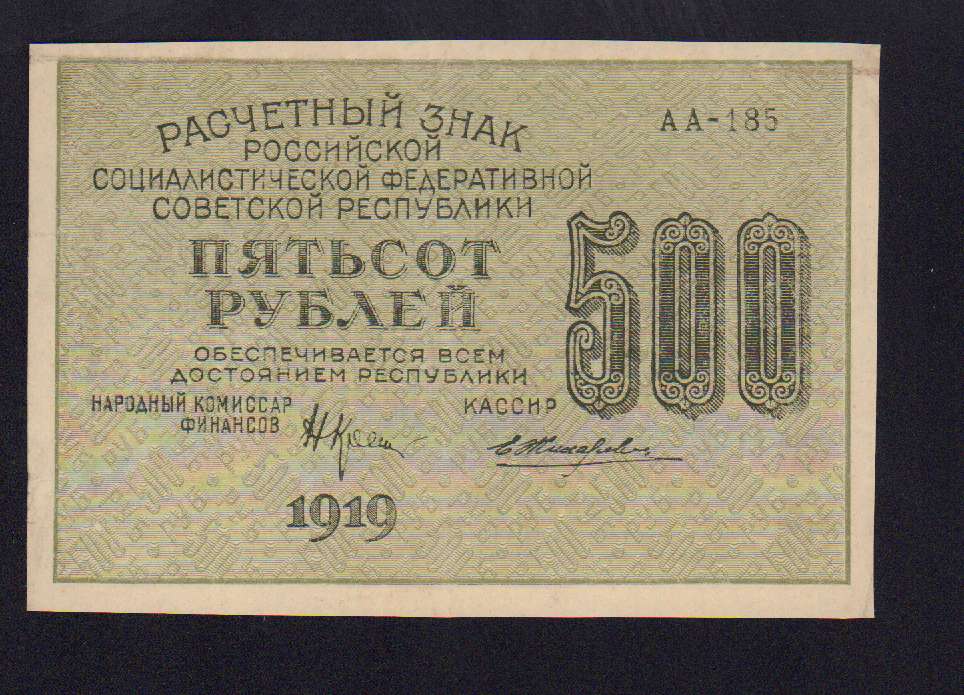 РАСЧЕТНЫЙ ЗНАК
РОССИЙСКОЙ
СОЦИАЛИСТИЧЕСКОЙ ФЕДЕРАТИВНОЙ
СОВЕТСКОЙ РЕСПУБЛИКИ
АА-185
ПЯТЬСОТ
РУБЛЕЙ
500
ОБЕСПЕЧИВАЕТСЯ ВСЕМ
ДОСТОЯНИЕМ РЕСПУБЛИКИ
НАРОДНЫЙ КОМИССАР
ФИНАНСОВ
КАССИР
1919